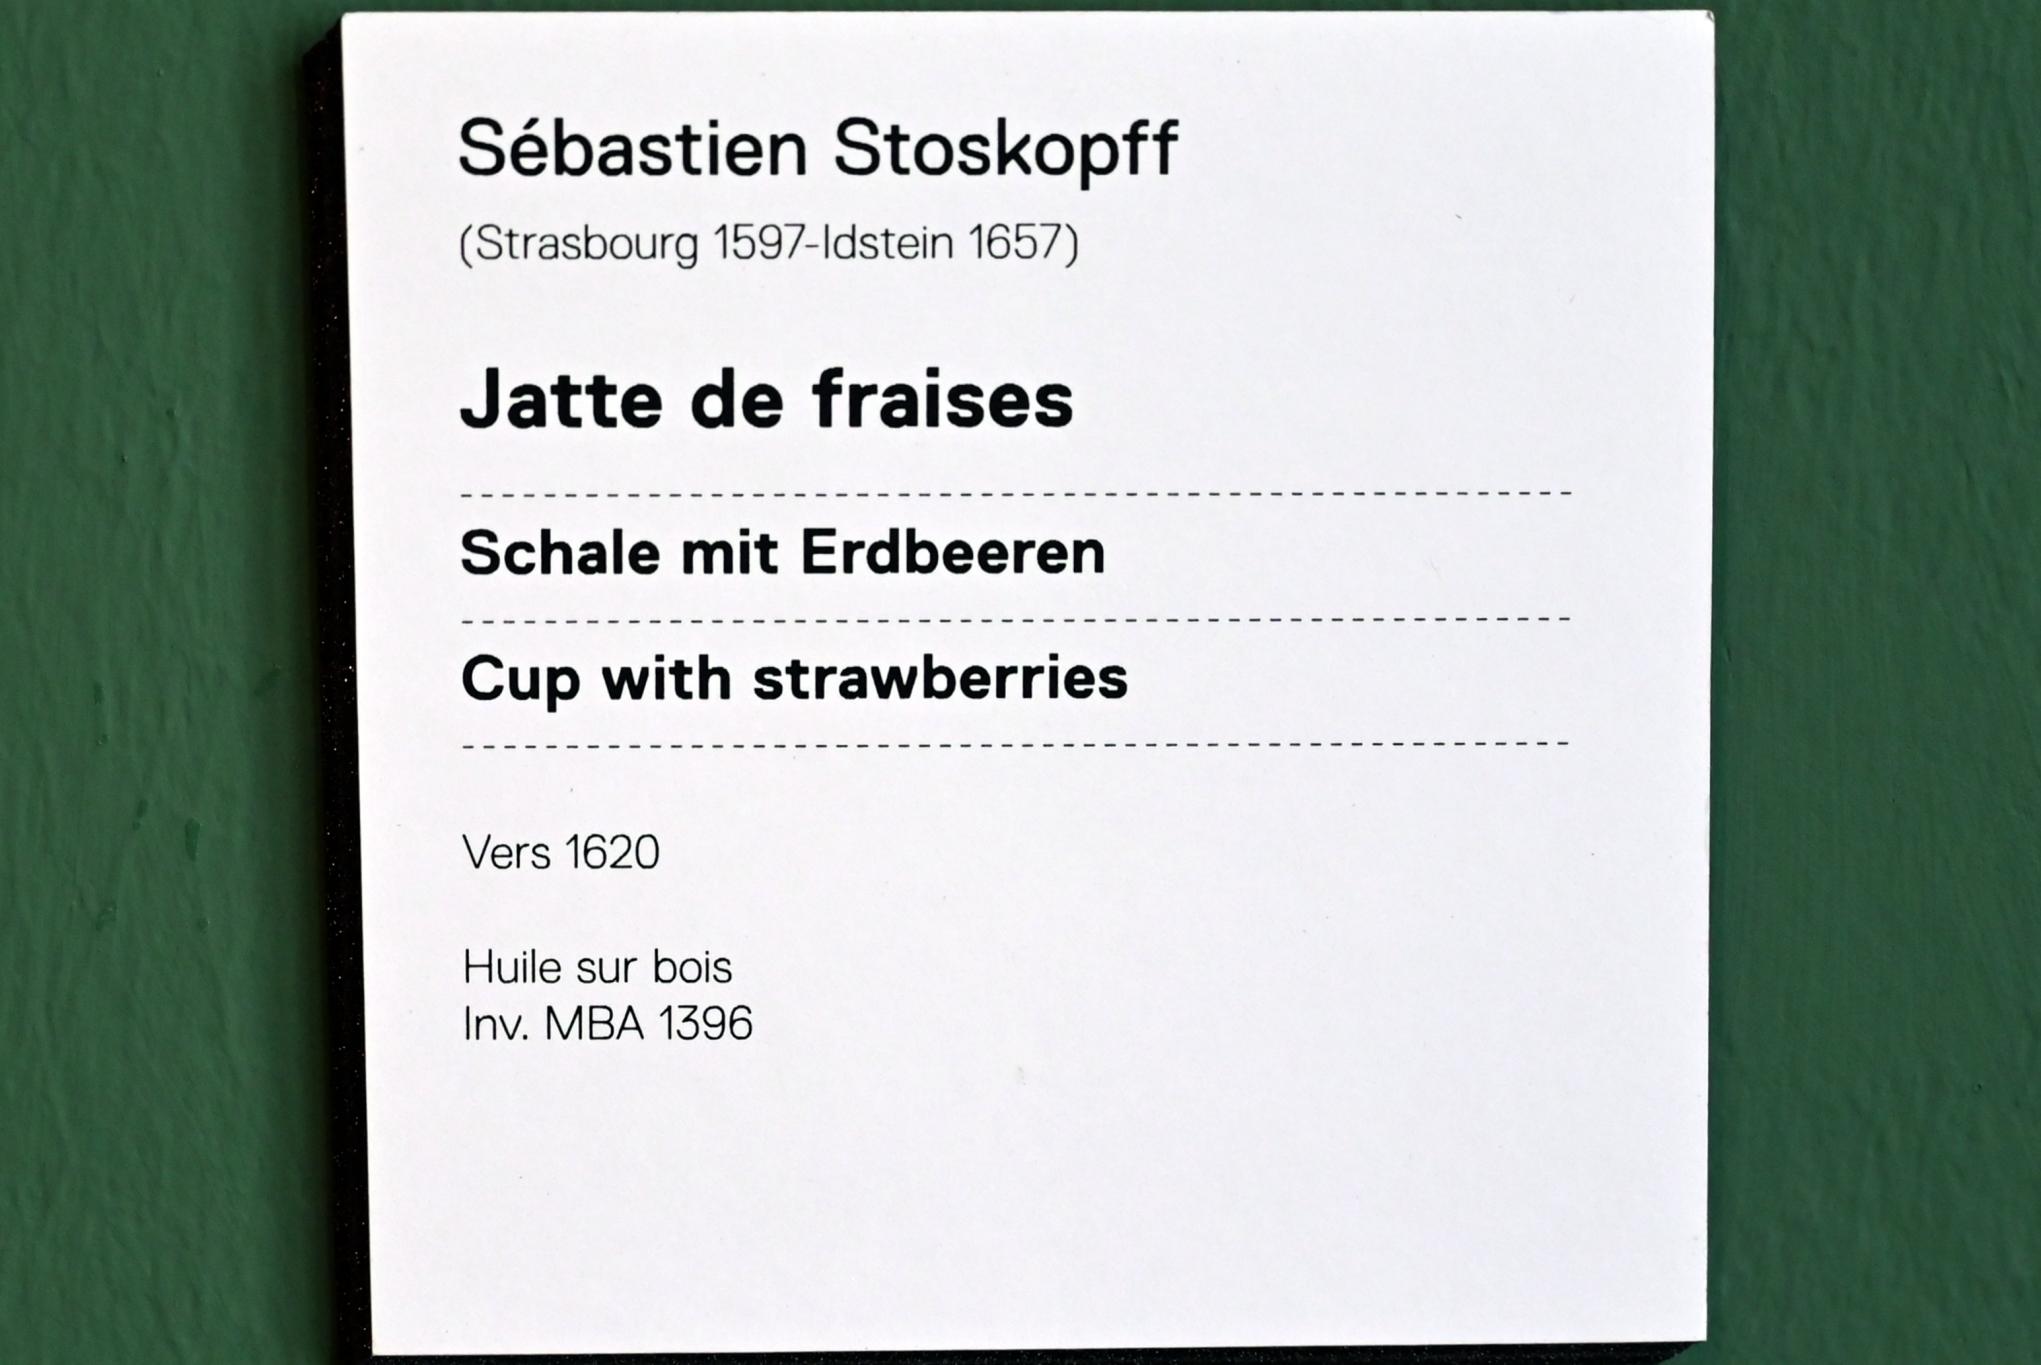 Sébastien Stoskopff
(Strasbourg 1597-Idstein 1657)
Jatte de fraises
Schale mit Erdbeeren
Cup with strawberries
Vers 1620
Huile sur bois
Inv. MBA 1396